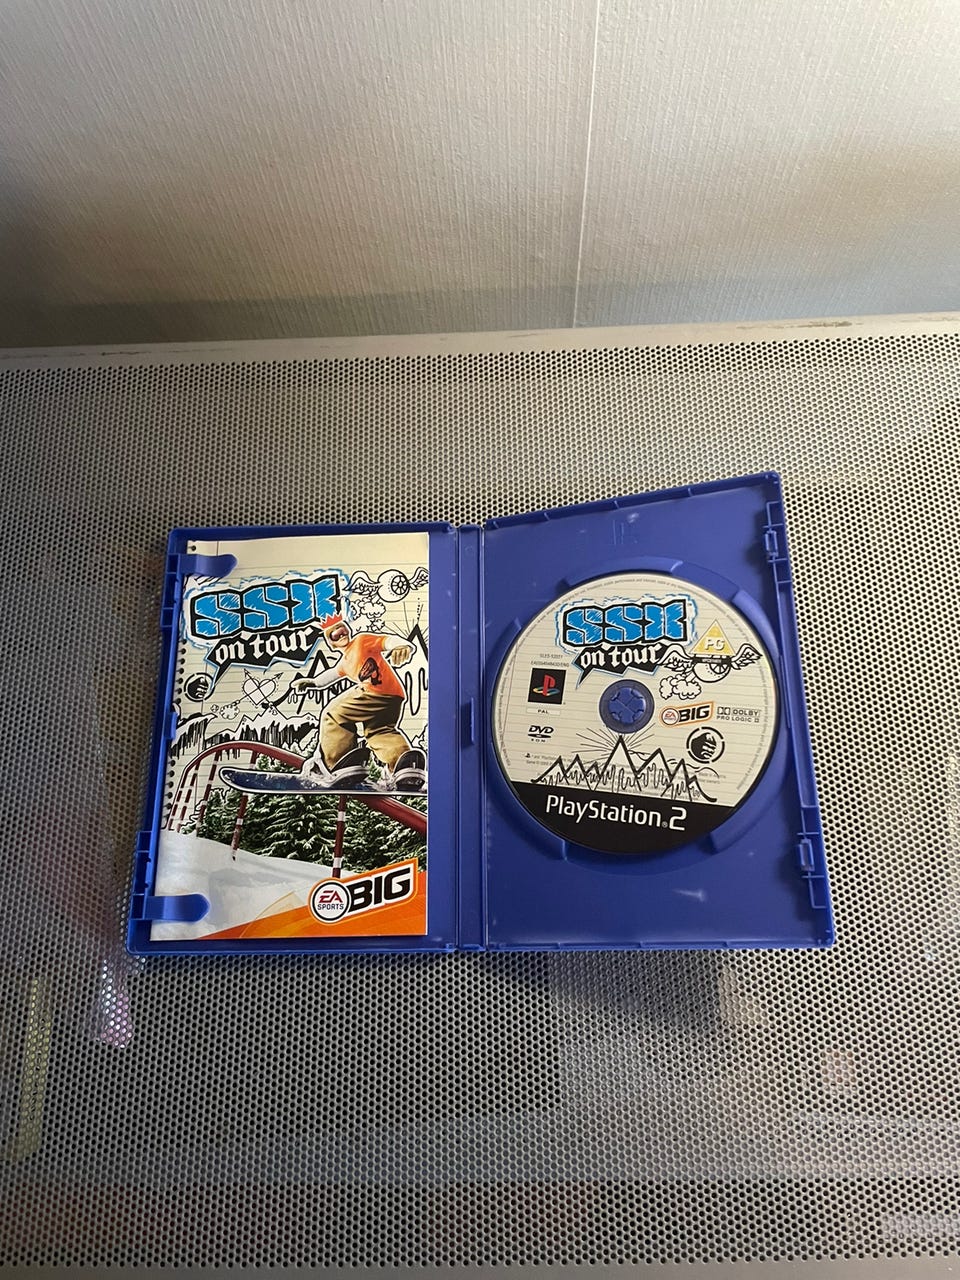 SSX
on tour
EA
SPORTS
BIG
SSX
on tour
PG
PAL
DVD
BIG
DOLBY
PRO LOGIC II
PlayStation®2